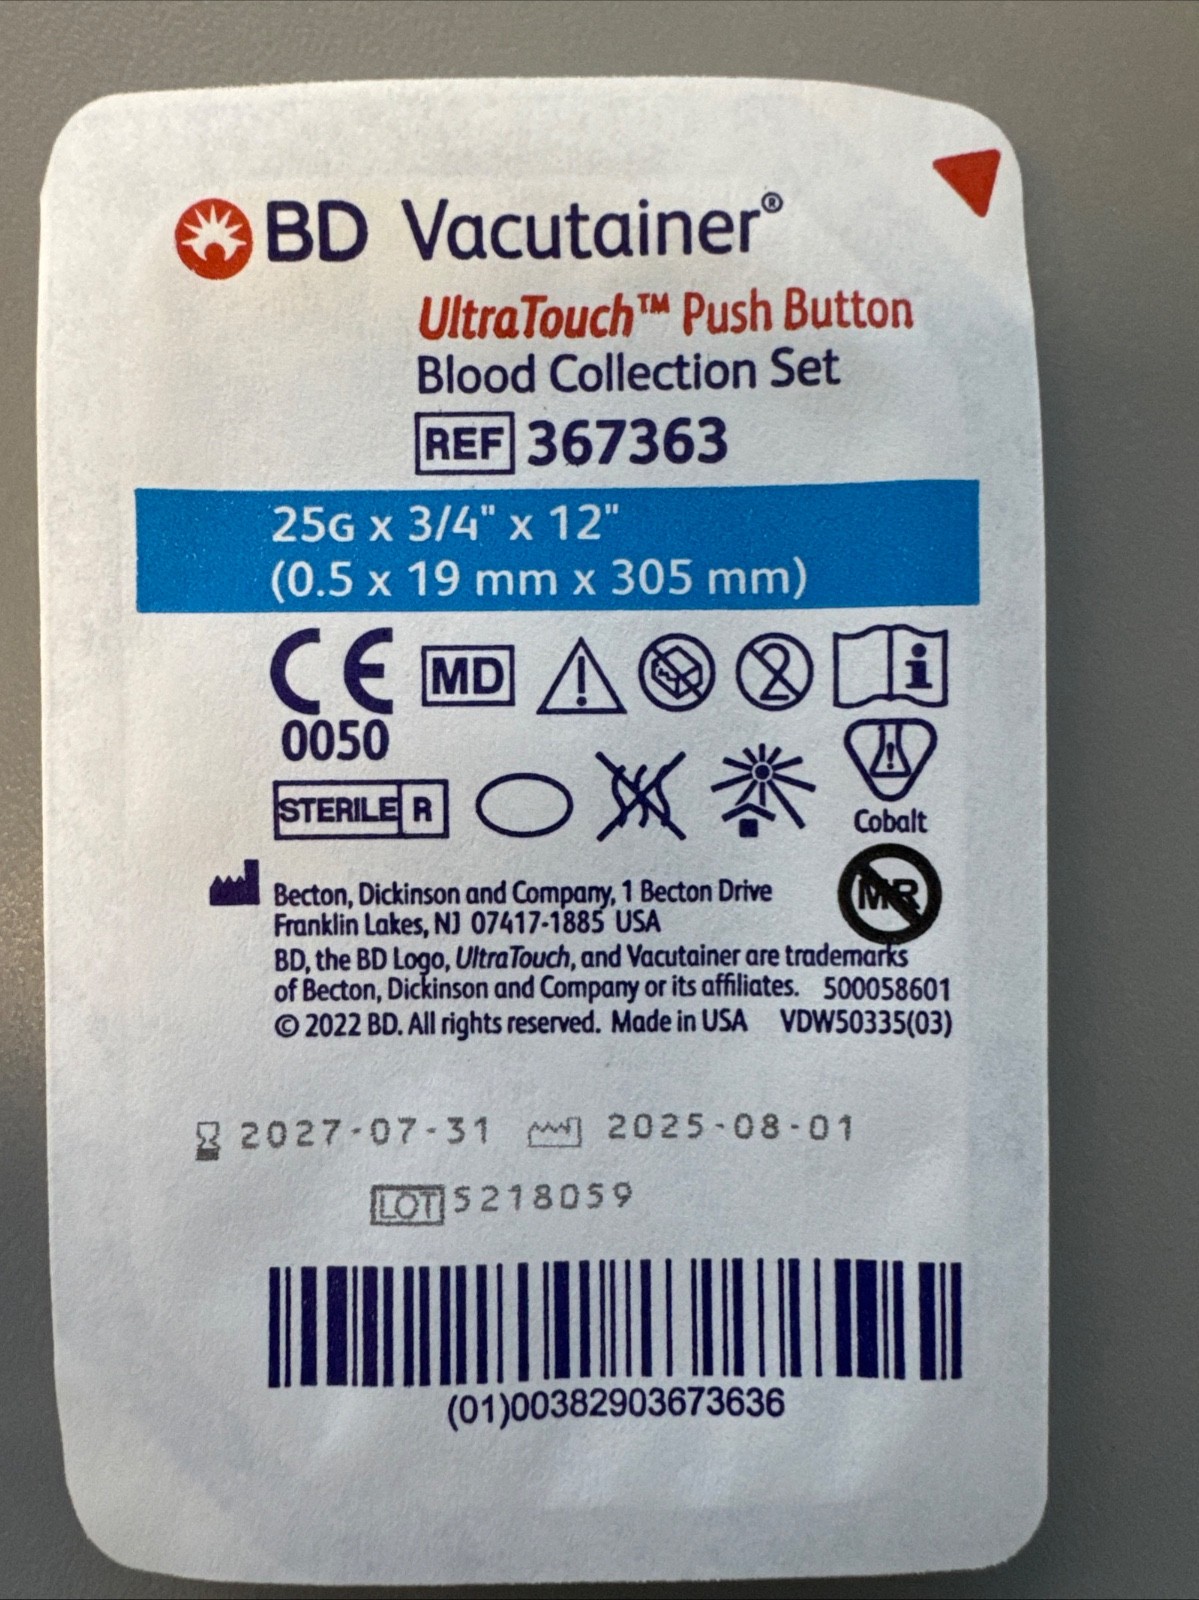 BD Vacutainer®
UltraTouch™ Push Button
Blood Collection Set
REF 367363
25G x 3/4" x 12"
(0.5 x 19 mm x 305 mm)
CE MD 2 i
0050
STERILE R
Cobalt
MR
Becton, Dickinson and Company, 1 Becton Drive
Franklin Lakes, NJ 07417-1885 USA
BD, the BD Logo, UltraTouch, and Vacutainer are trademarks
of Becton, Dickinson and Company or its affiliates. 500058601
© 2022 BD. All rights reserved. Made in USA VDW50335(03)
2027-07-31 2025-08-01
LOT 5218059
(01)00382903673636